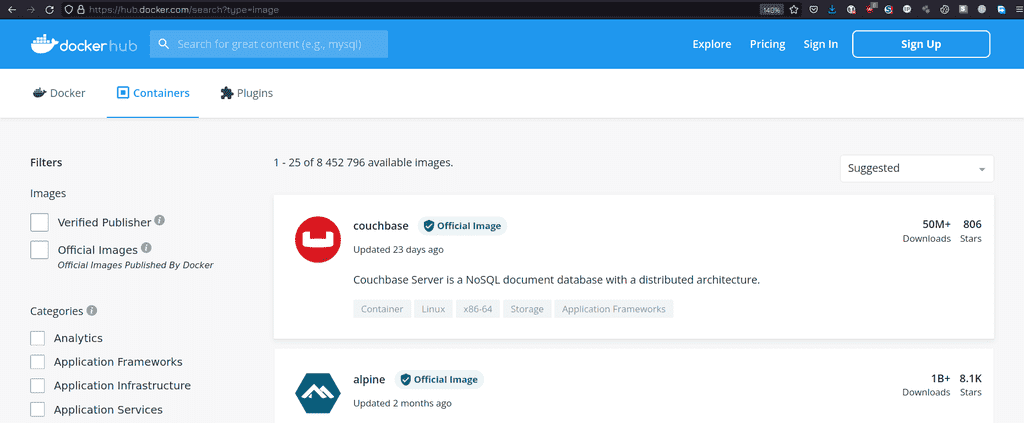 https://hub.docker.com/search?type=image
140%
docker hub
Search for great content (e.g., mysql)
Explore
Pricing
Sign In
Sign Up
Docker
Containers
Plugins
Filters
1 - 25 of 8 452 796 available images.
Suggested
Images
Verified Publisher
Official Images
Official Images Published By Docker
Categories
Analytics
Application Frameworks
Application Infrastructure
Application Services
couchbase Official Image
Updated 23 days ago
50M+ 806
Downloads Stars
Couchbase Server is a NoSQL document database with a distributed architecture.
Container Linux x86-64 Storage Application Frameworks
alpine Official Image
Updated 2 months ago
1B+ 8.1K
Downloads Stars